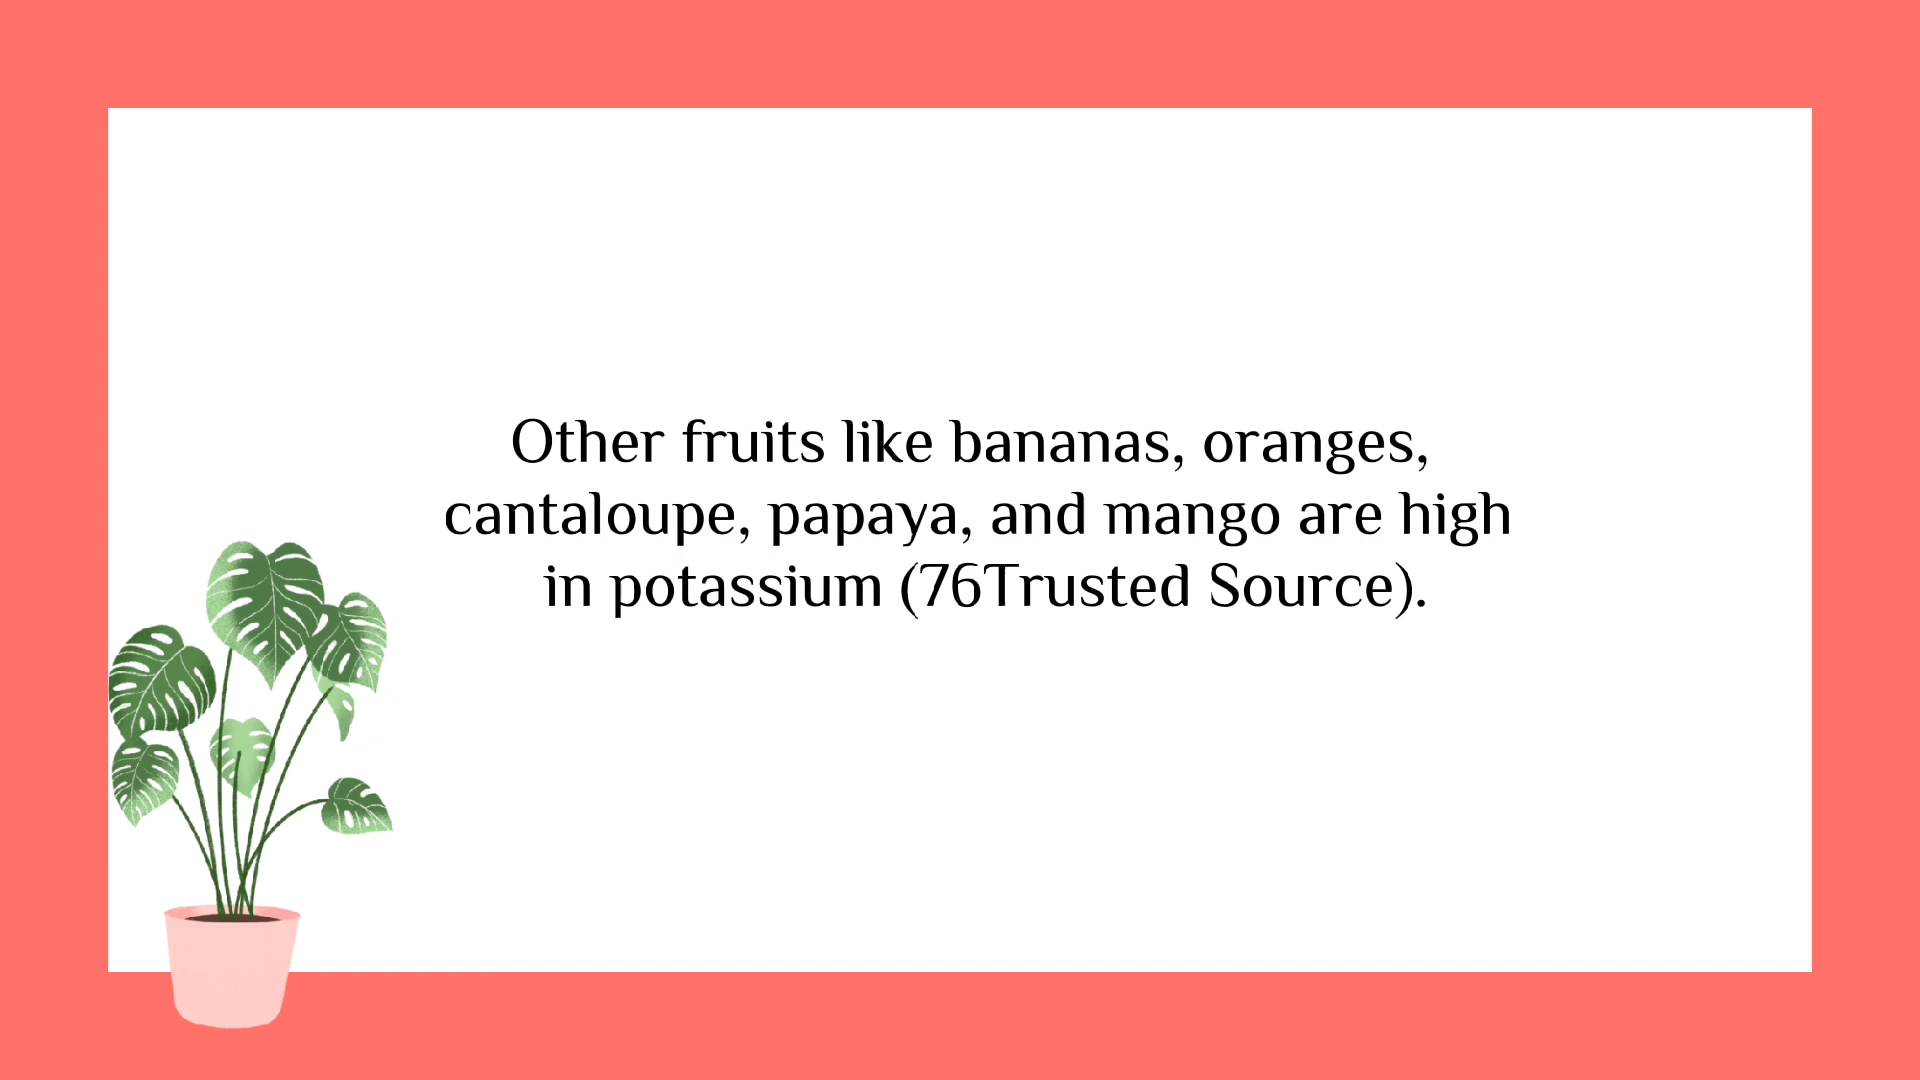 Other fruits like bananas, oranges,
cantaloupe, papaya, and mango are high
in potassium (76Trusted Source).